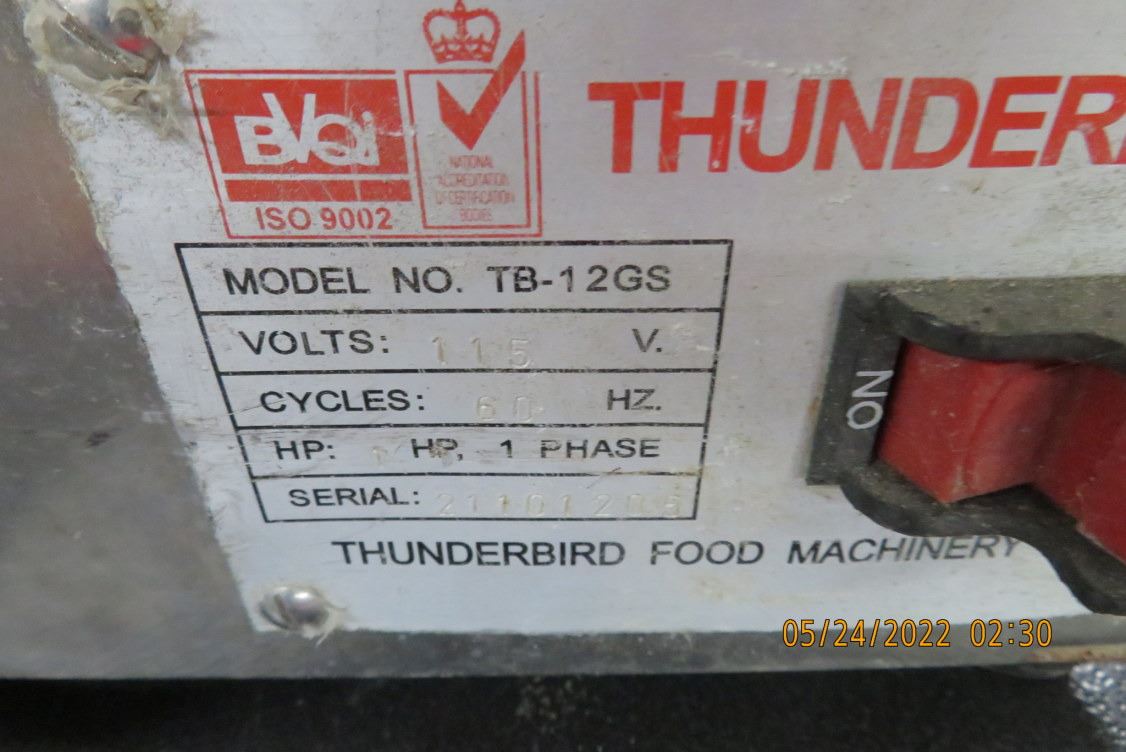 BVQi
ISO 9002
NATIONAL
ACCREDITATION
OF CERTIFICATION
BODIES
THUNDER
MODEL NO. TB-12GS
VOLTS: 115 V.
CYCLES: 60 HZ.
HP: HP, 1 PHASE
SERIAL: 21101205
THUNDERBIRD FOOD MACHINERY
ON
05/24/2022 02:30